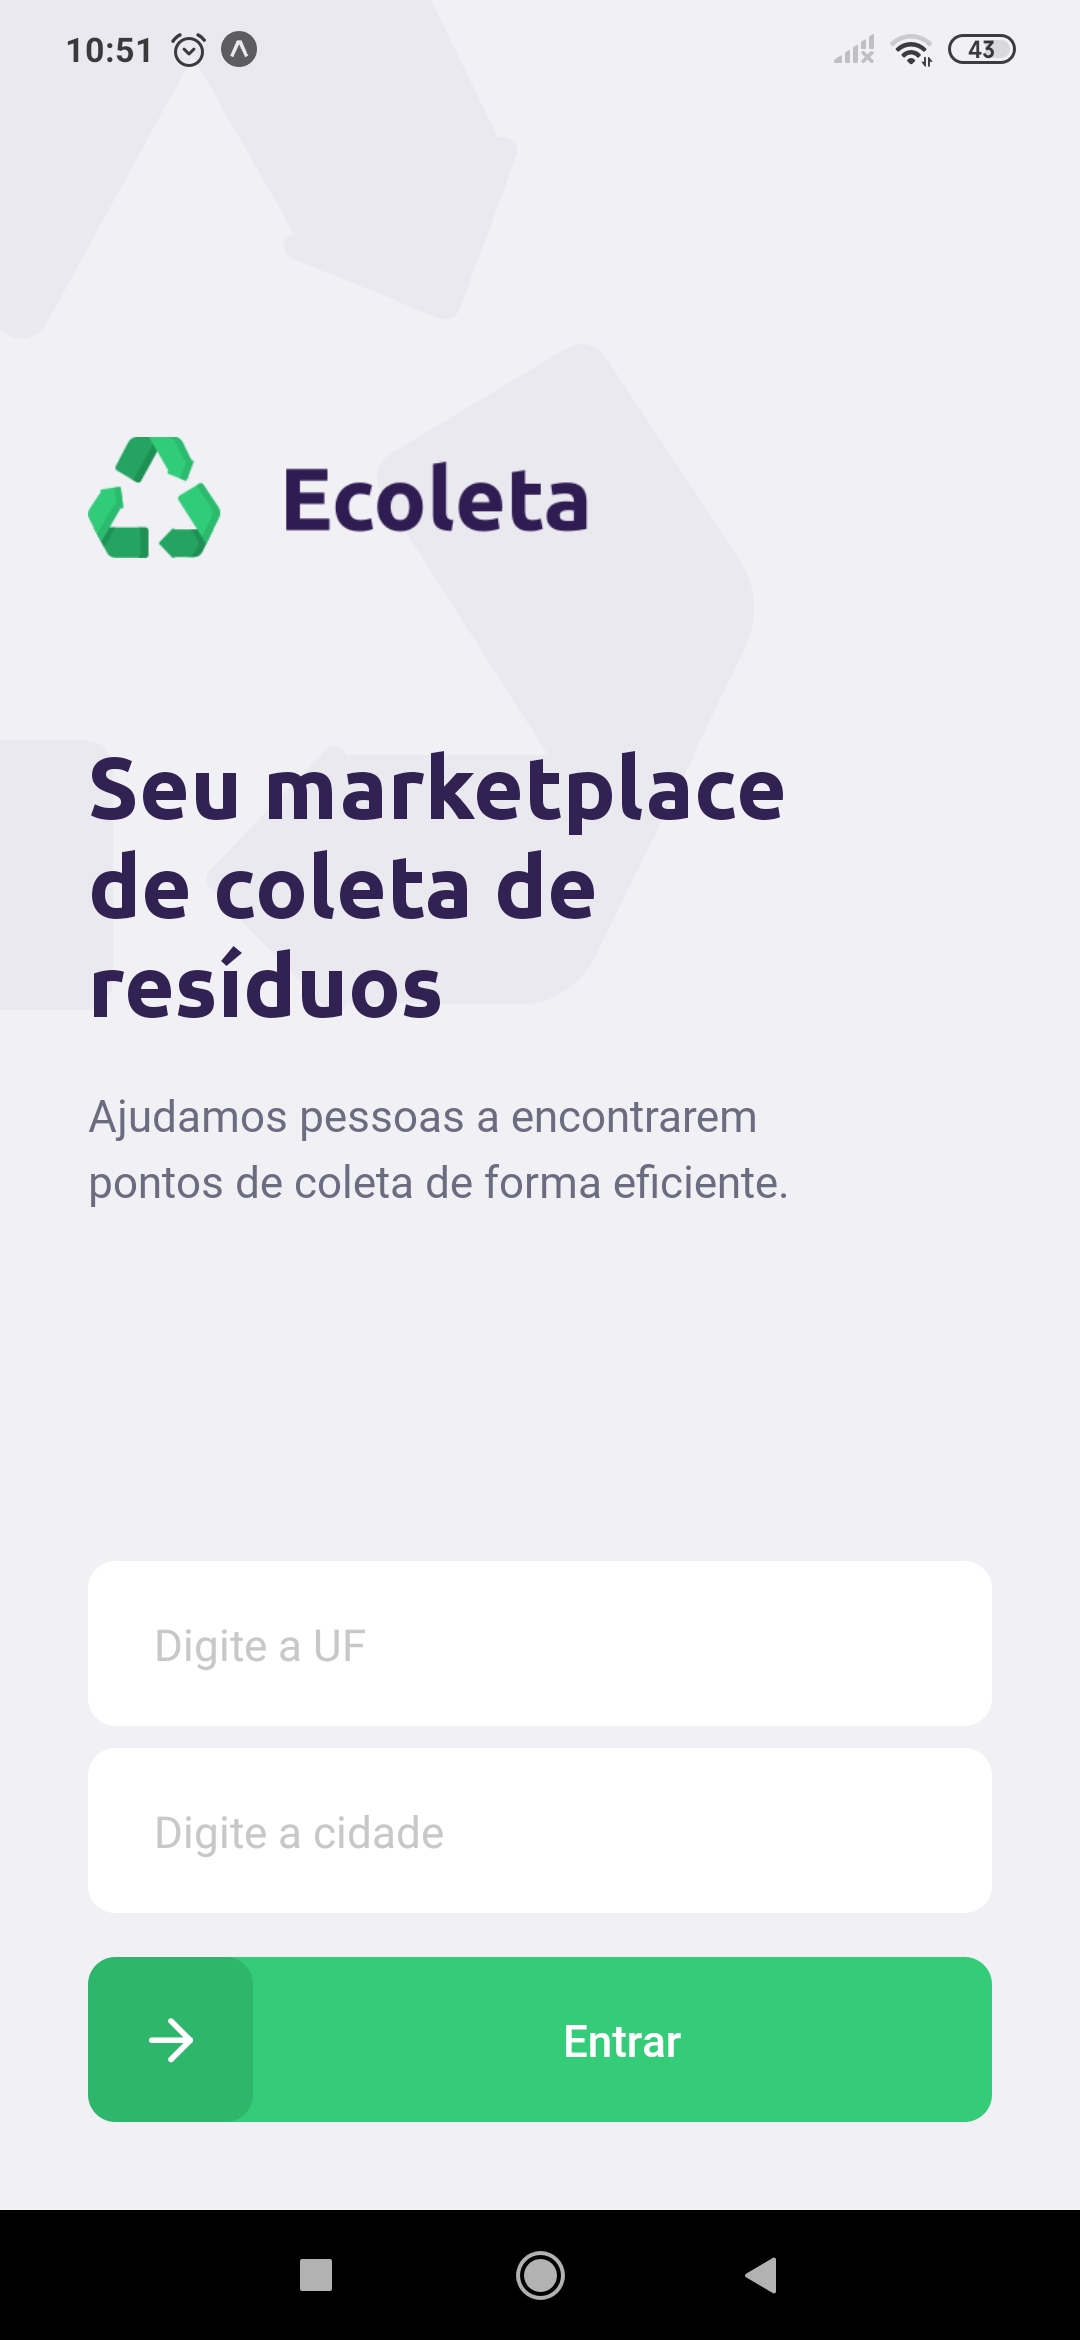 10:51
43
Ecoleta
Seu marketplace
de coleta de
resíduos
Ajudamos pessoas a encontrarem
pontos de coleta de forma eficiente.
Digite a UF
Digite a cidade
Entrar